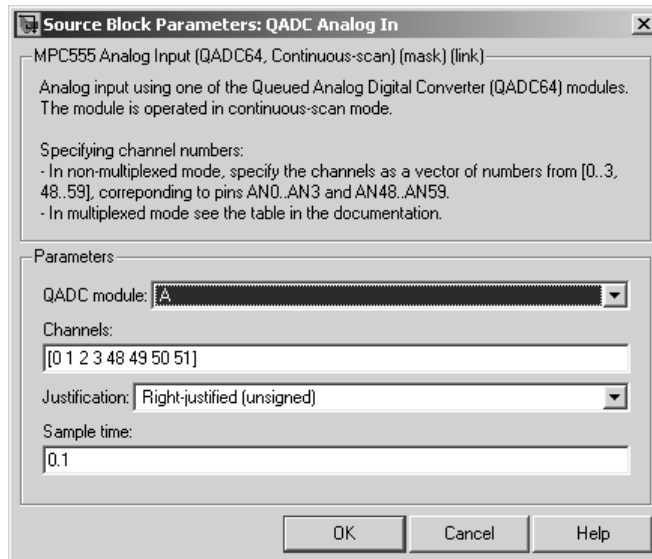 Source Block Parameters: QADC Analog In
MPC555 Analog Input (QADC64, Continuous-scan) (mask) (link)
Analog input using one of the Queued Analog Digital Converter (QADC64) modules.
The module is operated in continuous-scan mode.
Specifying channel numbers:
- In non-multiplexed mode, specify the channels as a vector of numbers from [0..3,
48..59], correponding to pins AN0..AN3 and AN48..AN59.
- In multiplexed mode see the table in the documentation.
Parameters
QADC module: A
Channels:
[0 1 2 3 48 49 50 51]
Justification: Right-justified (unsigned)
Sample time:
0.1
OK Cancel Help